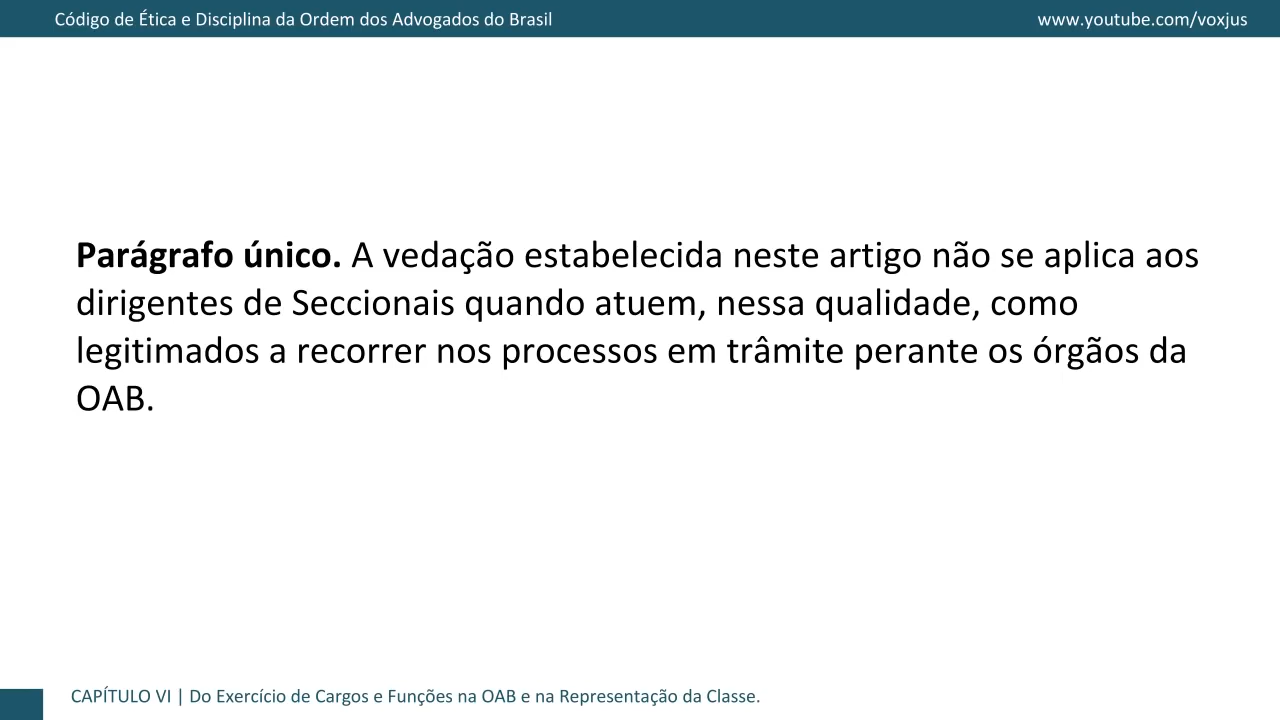 Código de Ética e Disciplina da Ordem dos Advogados do Brasil
www.youtube.com/voxjus
Parágrafo único. A vedação estabelecida neste artigo não se aplica aos
dirigentes de Seccionais quando atuem, nessa qualidade, como
legitimados a recorrer nos processos em trâmite perante os órgãos da
OAB.
CAPÍTULO VI | Do Exercício de Cargos e Funções na OAB e na Representação da Classe.